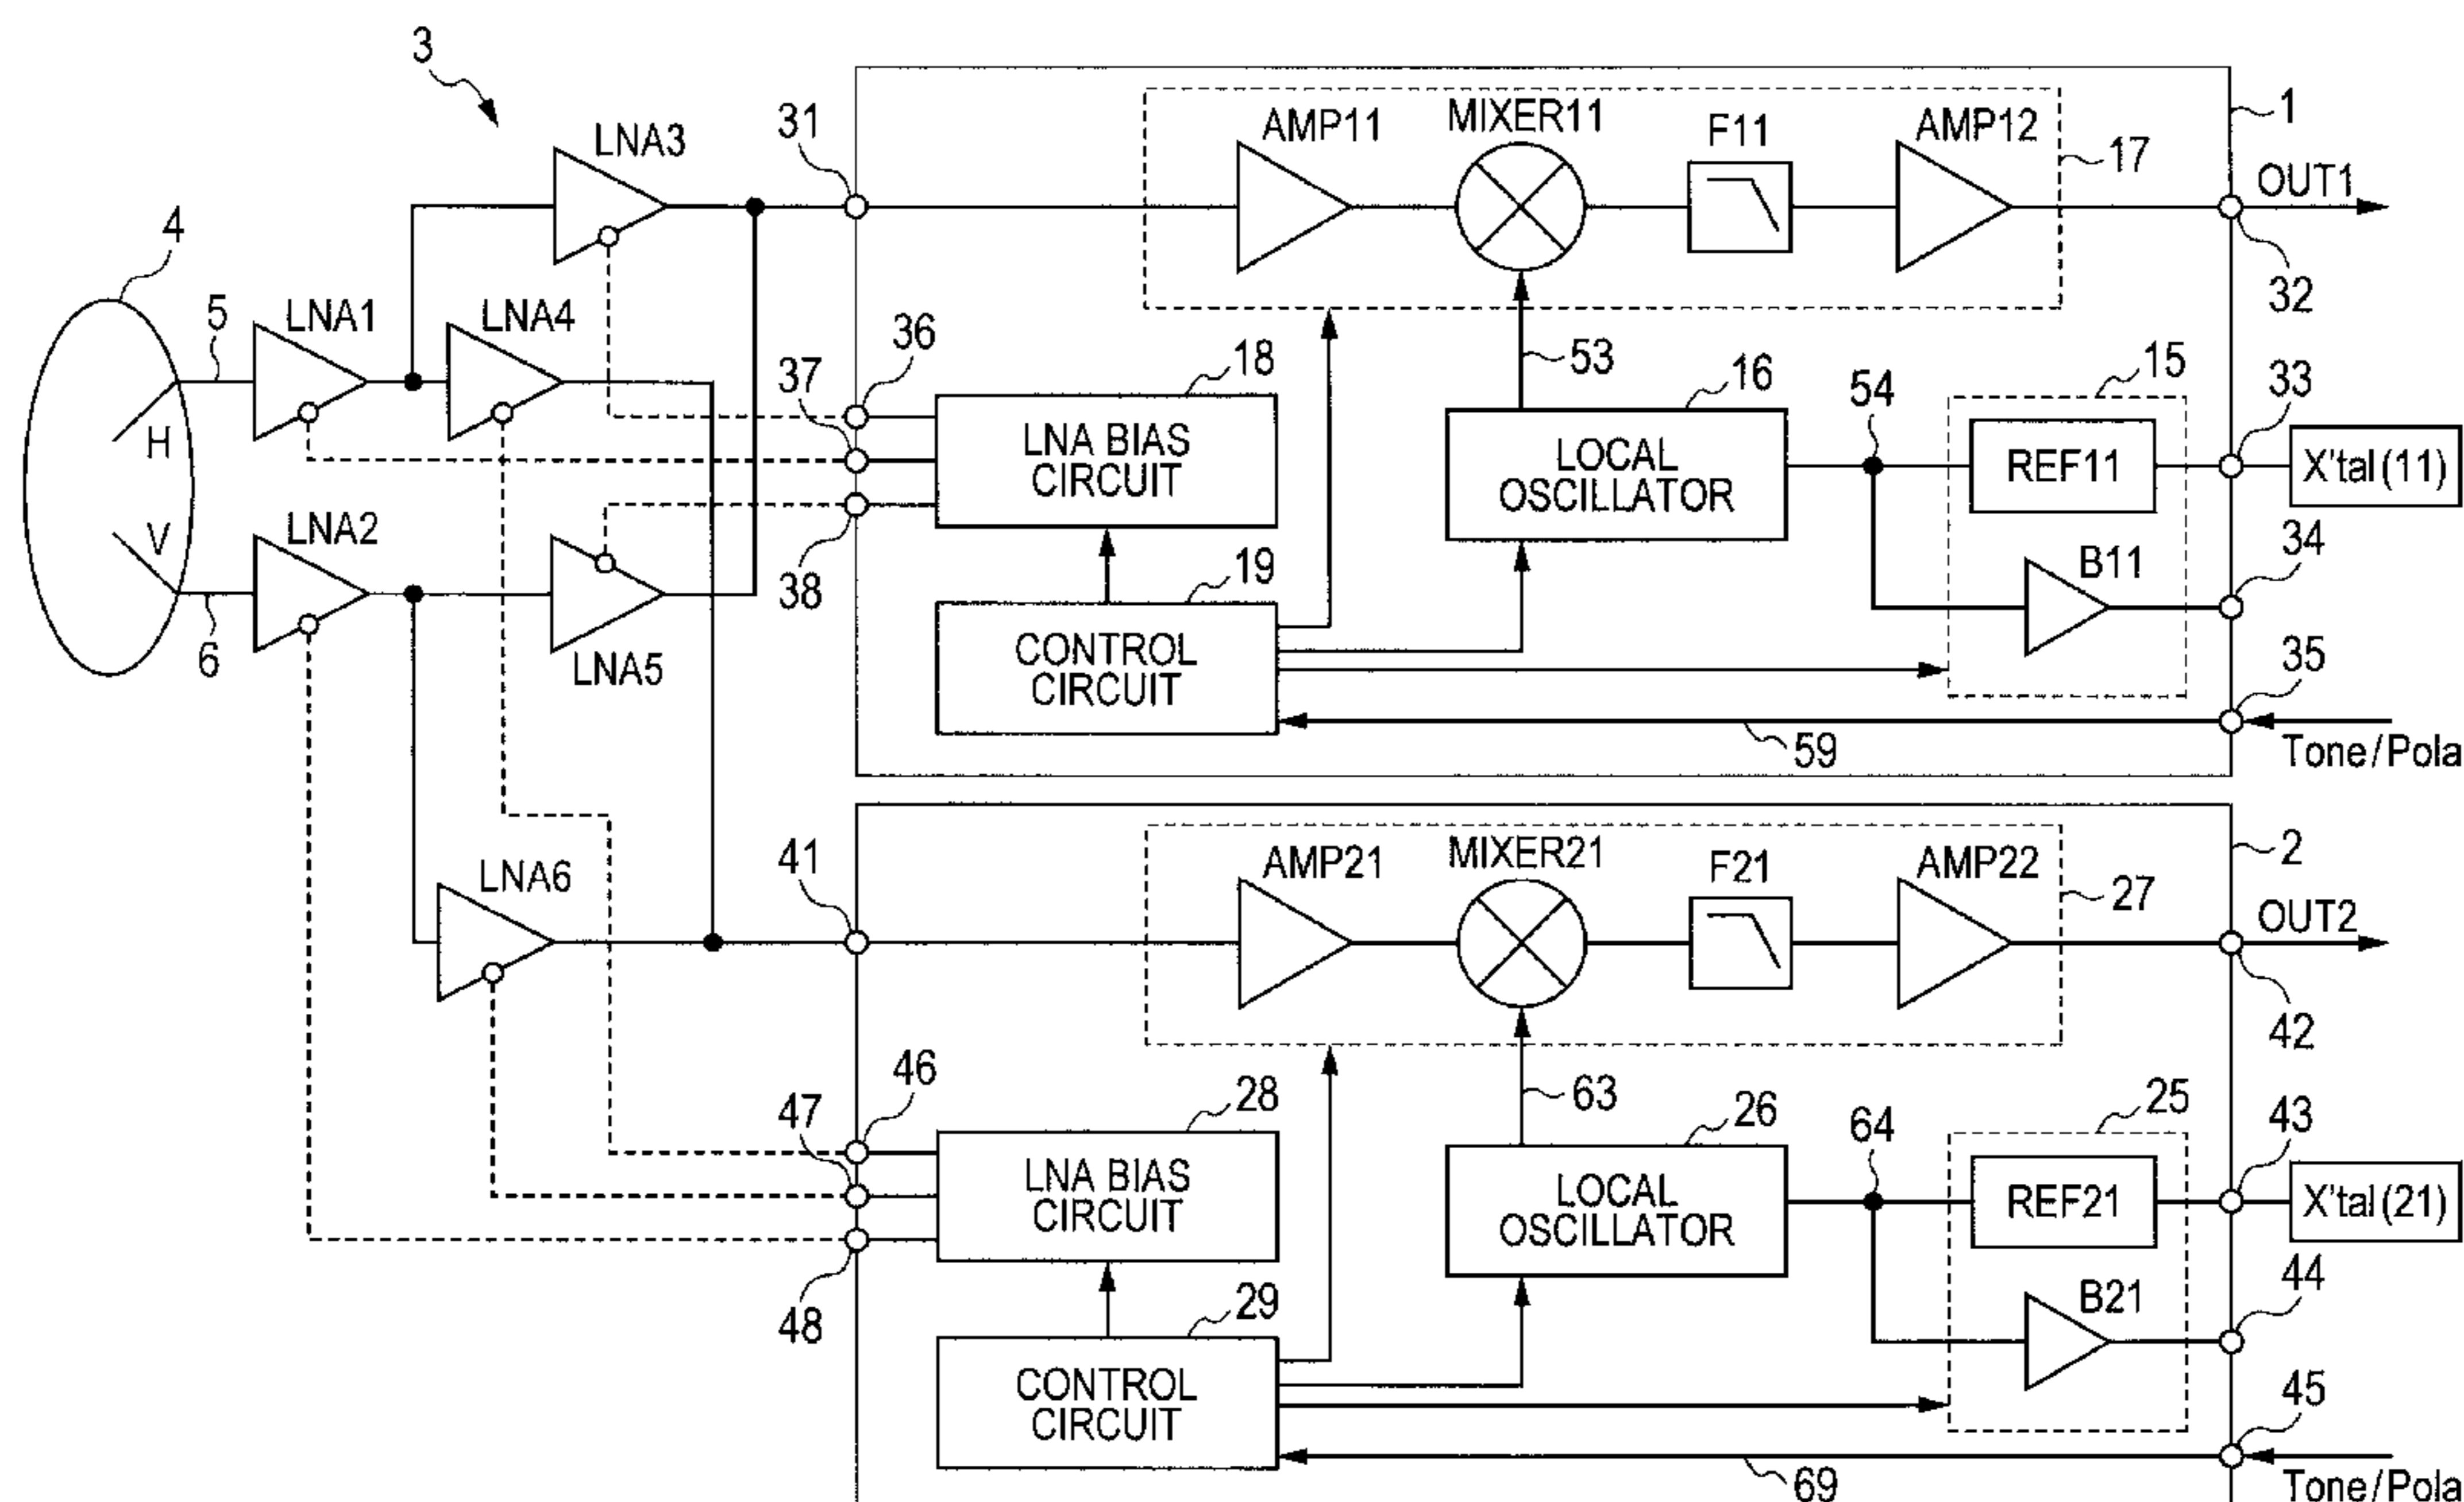 3
LNA3
31
AMP11
MIXER11
F11
AMP12
1
17
OUT1
32
4
5
LNA1
LNA4
H
36
37
18
LNA BIAS
CIRCUIT
53
16
LOCAL
OSCILLATOR
54
15
REF11
33
X'tal(11)
V
LNA2
6
LNA5
38
19
CONTROL
CIRCUIT
B11
34
35
59
Tone/Pola
LNA6
41
AMP21
MIXER21
F21
AMP22
2
27
OUT2
42
46
47
28
LNA BIAS
CIRCUIT
63
26
LOCAL
OSCILLATOR
64
25
REF21
43
X'tal(21)
48
29
CONTROL
CIRCUIT
B21
44
45
69
Tone/Pola